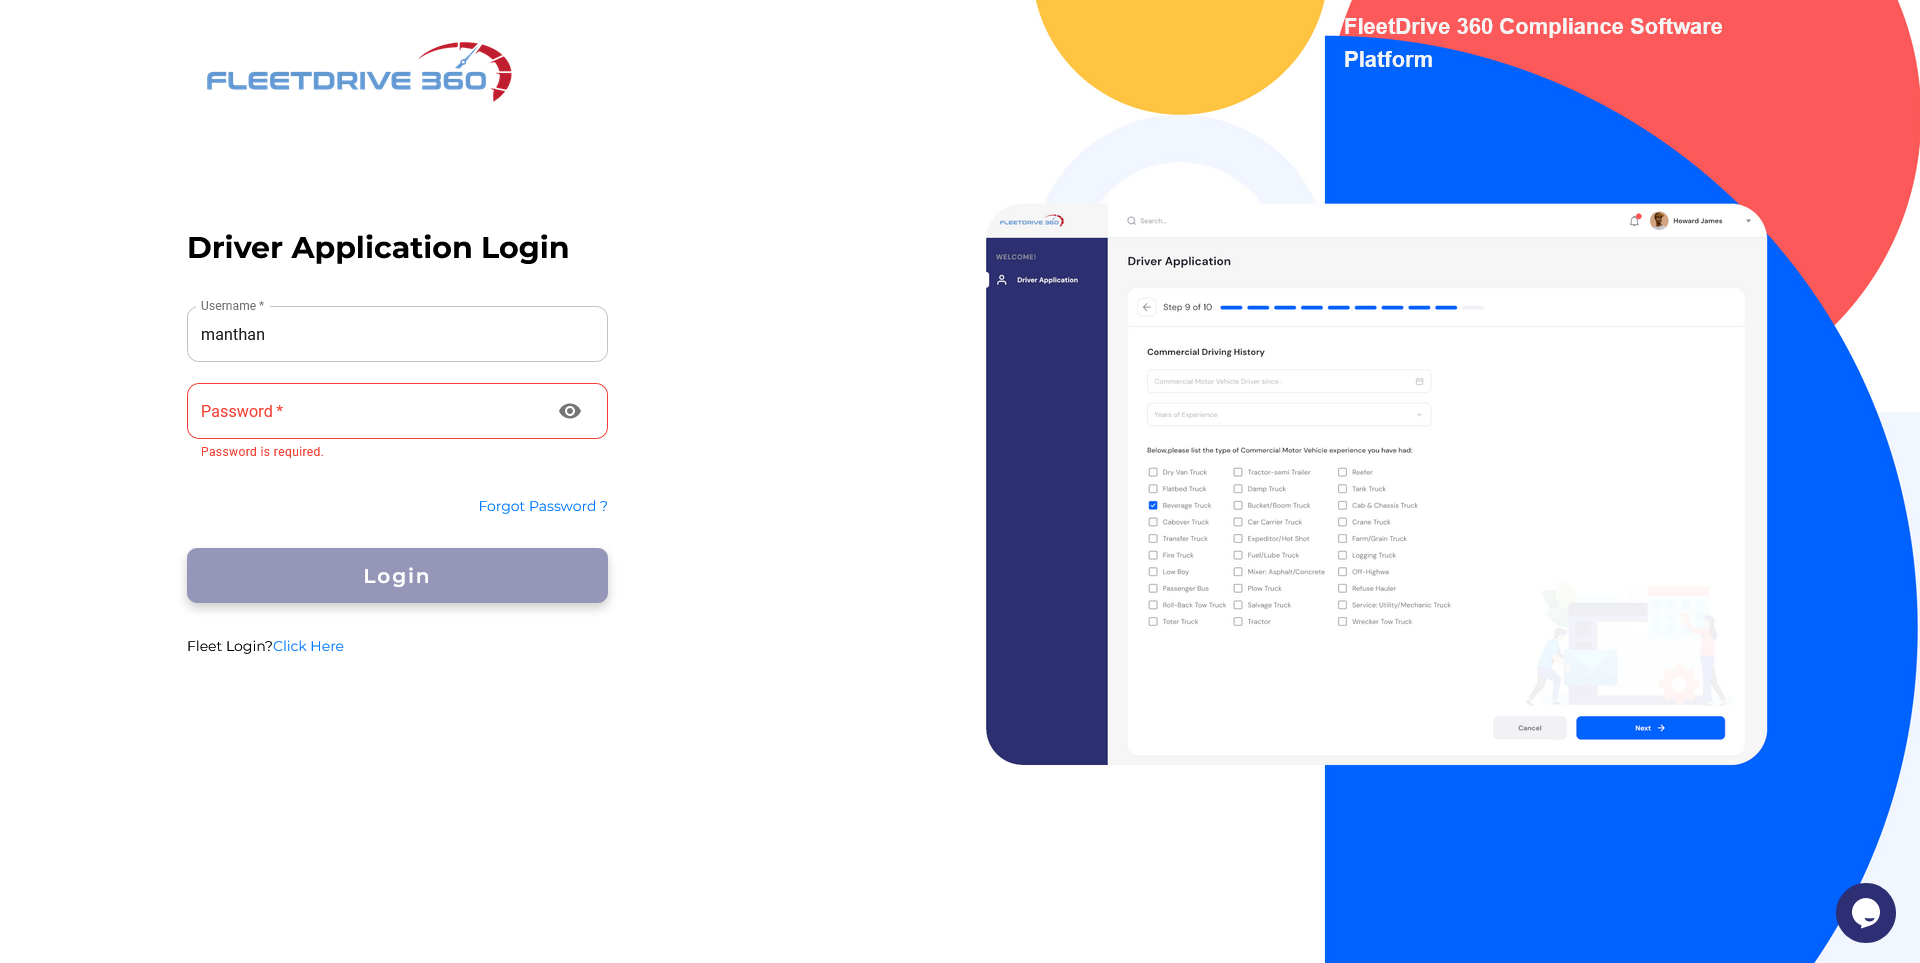 FLEETDRIVE 360
Driver Application Login
Username *
manthan
Password *
Password is required.
Forgot Password ?
Login
Fleet Login?Click Here
FleetDrive 360 Compliance Software
Platform
FLEETDRIVE 360
Search..
Howard James
WELCOME!
Driver Application
Driver Application
Step 9 of 10
Commercial Driving History
Commercial Motor Vehicle Driver since :
Years of Experience
Below,please list the type of Commercial Motor Vehicle experience you have had:
Dry Van Truck Tractor-semi Trailer Reefer
Flatbed Truck Damp Truck Tank Truck
Beverage Truck Bucket/Boom Truck Cab & Chassis Truck
Cabover Truck Car Carrier Truck Crane Truck
Transfer Truck Expeditor/Hot Shot Farm/Grain Truck
Fire Truck Fuel/Lube Truck Logging Truck
Low Boy Mixer: Asphalt/Concrete Off-Highwa
Passenger Bus Plow Truck Refuse Hauler
Roll-Back Tow Truck Salvage Truck Service: Utility/Mechanic Truck
Toter Truck Tractor Wrecker Tow Truck
Cancel Next